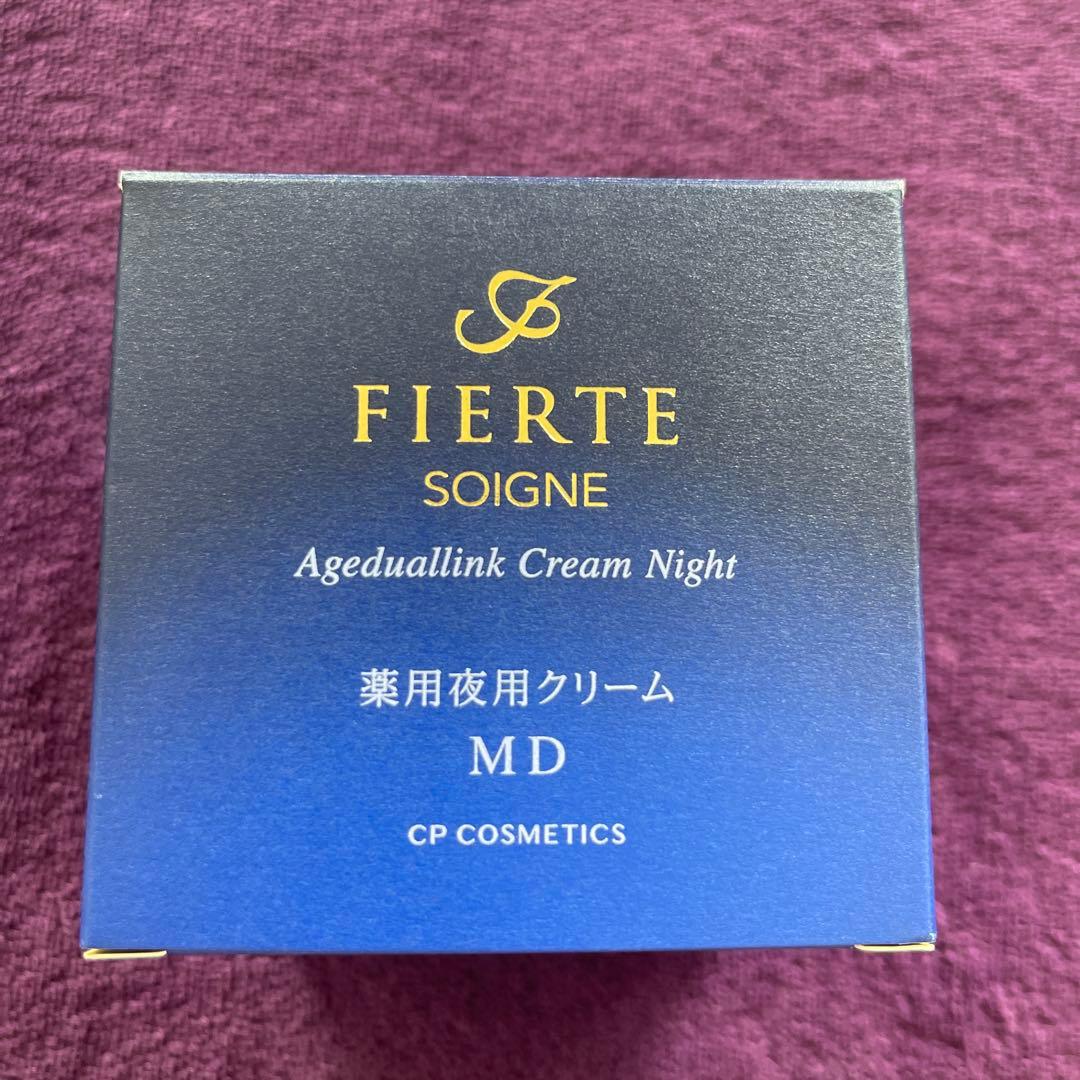 FIERTE
SOIGNE
Ageduallink Cream Night
薬用夜用クリーム
MD
CP COSMETICS